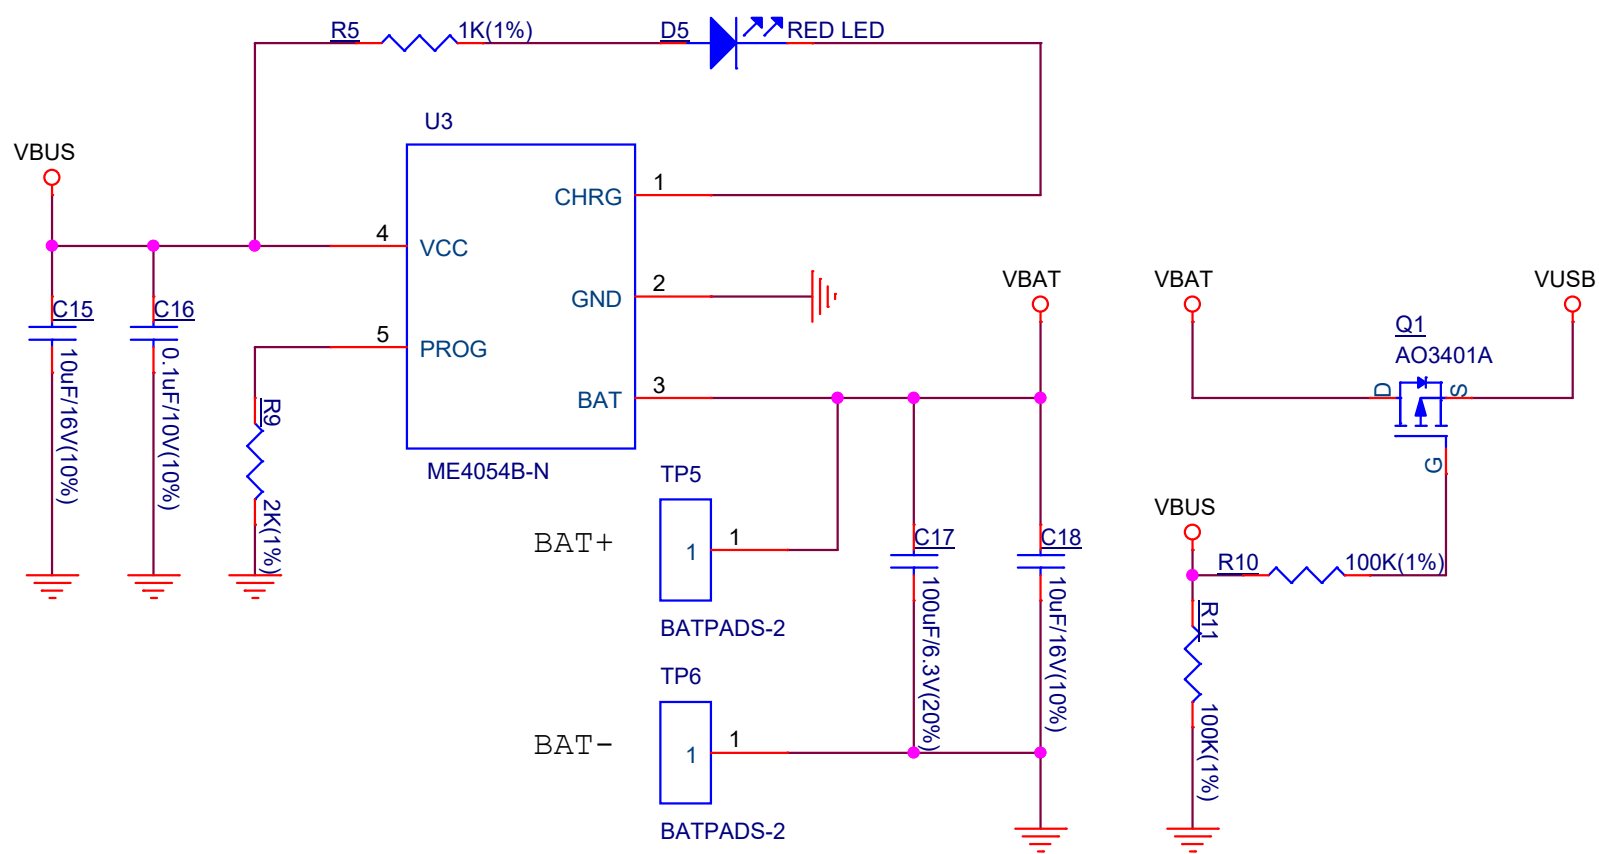 R5
1K(1%)
D5
RED LED
U3
VBUS
CHRG
1
4
VCC
GND
2
5
PROG
BAT
3
ME4054B-N
C15
10uF/16V(10%)
C16
0.1uF/10V(10%)
R9
2K(1%)
VBAT
TP5
BAT+
1
1
BATPADS-2
C17
100uF/6.3V(20%)
C18
10uF/16V(10%)
TP6
BAT-
1
1
BATPADS-2
VBAT
VUSB
Q1
AO3401A
D
S
G
VBUS
R10
100K(1%)
R11
100K(1%)